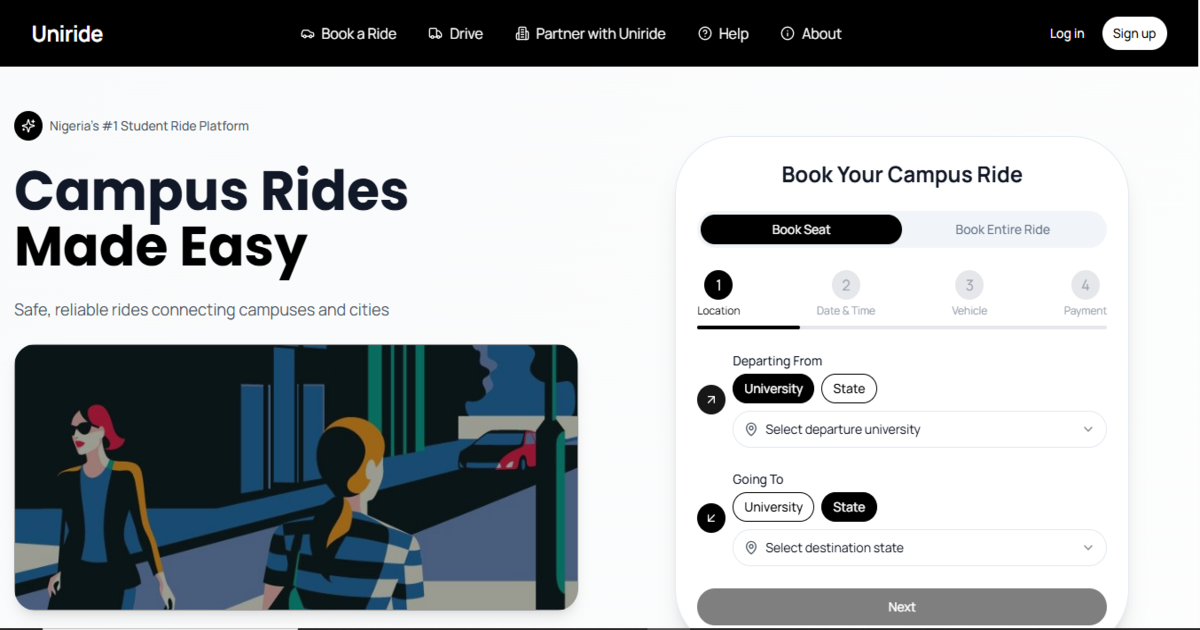 Uniride
Book a Ride
Drive
Partner with Uniride
Help
About
Log in
Sign up
Nigeria's #1 Student Ride Platform
Campus Rides
Made Easy
Safe, reliable rides connecting campuses and cities
Book Your Campus Ride
Book Seat
Book Entire Ride
1
2
3
4
Location
Date & Time
Vehicle
Payment
Departing From
University
State
Select departure university
Going To
University
State
Select destination state
Next